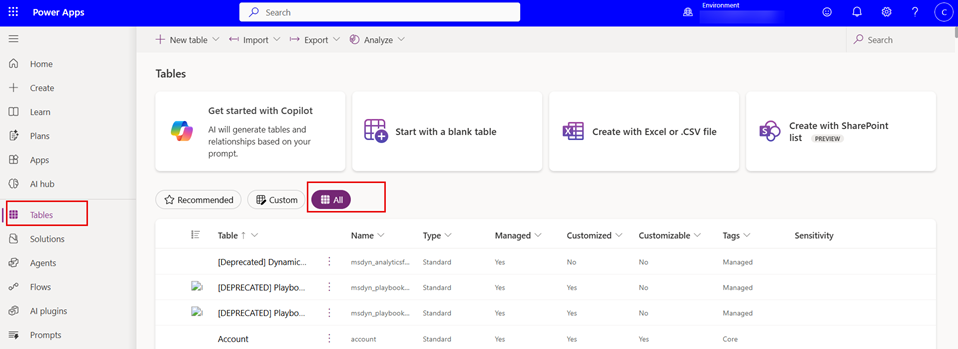 Power Apps
Search
Environment
?
C
New table
Import
Export
Analyze
Search
Home
Create
Learn
Plans
Apps
AI hub
Tables
Solutions
Agents
Flows
AI plugins
Prompts
Tables
Get started with Copilot
AI will generate tables and
relationships based on your
prompt.
Start with a blank table
Create with Excel or .CSV file
Create with SharePoint
list PREVIEW
Recommended
Custom
All
Table ↑ Name Type Managed Customized Customizable Tags Sensitivity
[Deprecated] Dynamic... msdyn_analyticsf... Standard Yes No No Managed
[DEPRECATED] Playbo... msdyn_playbook... Standard Yes Yes No Managed
[DEPRECATED] Playbo... msdyn_playbook... Standard Yes Yes No Managed
Account account Standard Yes Yes Yes Core